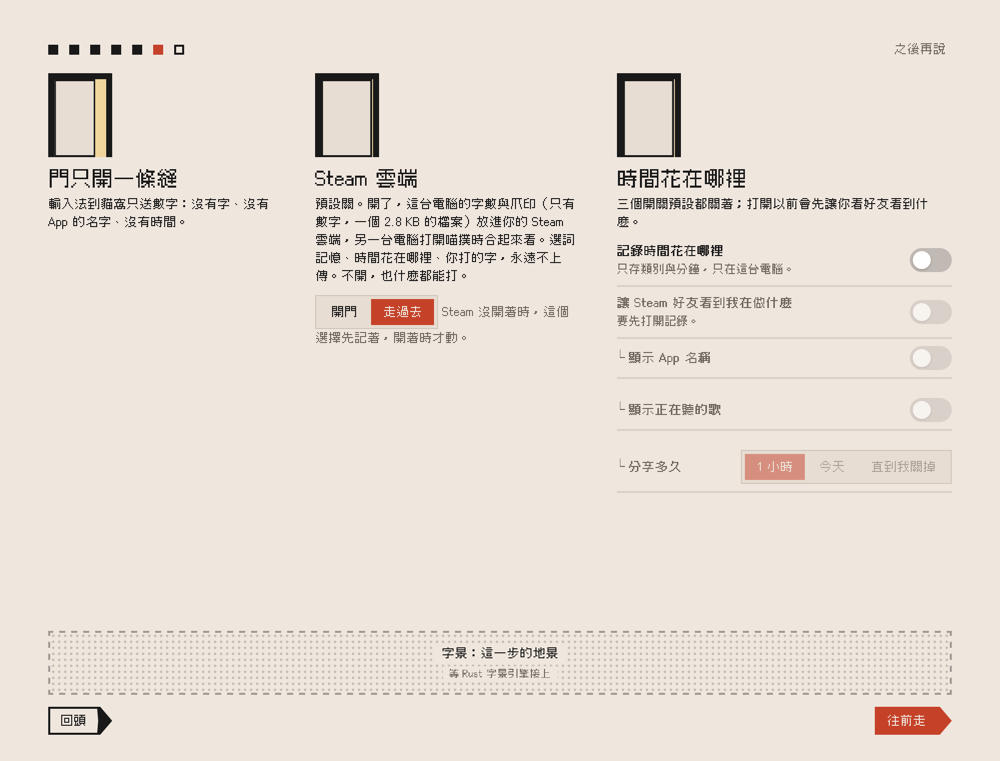 之後再說
門只開一條縫
輸入法到貓窩只送數字：沒有字、沒有
App 的名字、沒有時間。
Steam 雲端
預設關。開了，這台電腦的字數與爪印（只有
數字，一個 2.8 KB 的檔案）放進你的 Steam
雲端，另一台電腦打開喵撲時合起來看。選詞
記憶、時間花在哪裡、你打的字，永遠不上
傳。不開，也什麼都能打。
開門 走過去 Steam 沒開著時，這個
選擇先記著，開著時才動。
時間花在哪裡
三個開關預設都關著；打開以前會先讓你看好友看到什
麼。
記錄時間花在哪裡
只存類別與分鐘，只在這台電腦。
讓 Steam 好友看到我在做什麼
要先打開記錄。
└ 顯示 App 名稱
└ 顯示正在聽的歌
└ 分享多久 1 小時 今天 直到我關掉
字景：這一步的地景
等 Rust 字景引擎接上
回頭
往前走